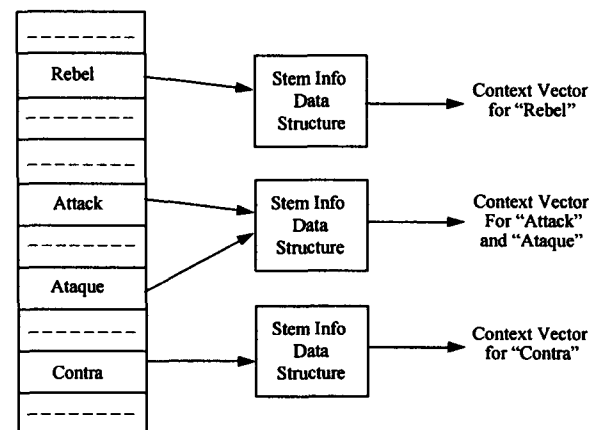 Rebel
Attack
Ataque
Contra
Stem Info
Data
Structure
Context Vector
for "Rebel"
Stem Info
Data
Structure
Context Vector
For "Attack"
and "Ataque"
Stem Info
Data
Structure
Context Vector
for "Contra"